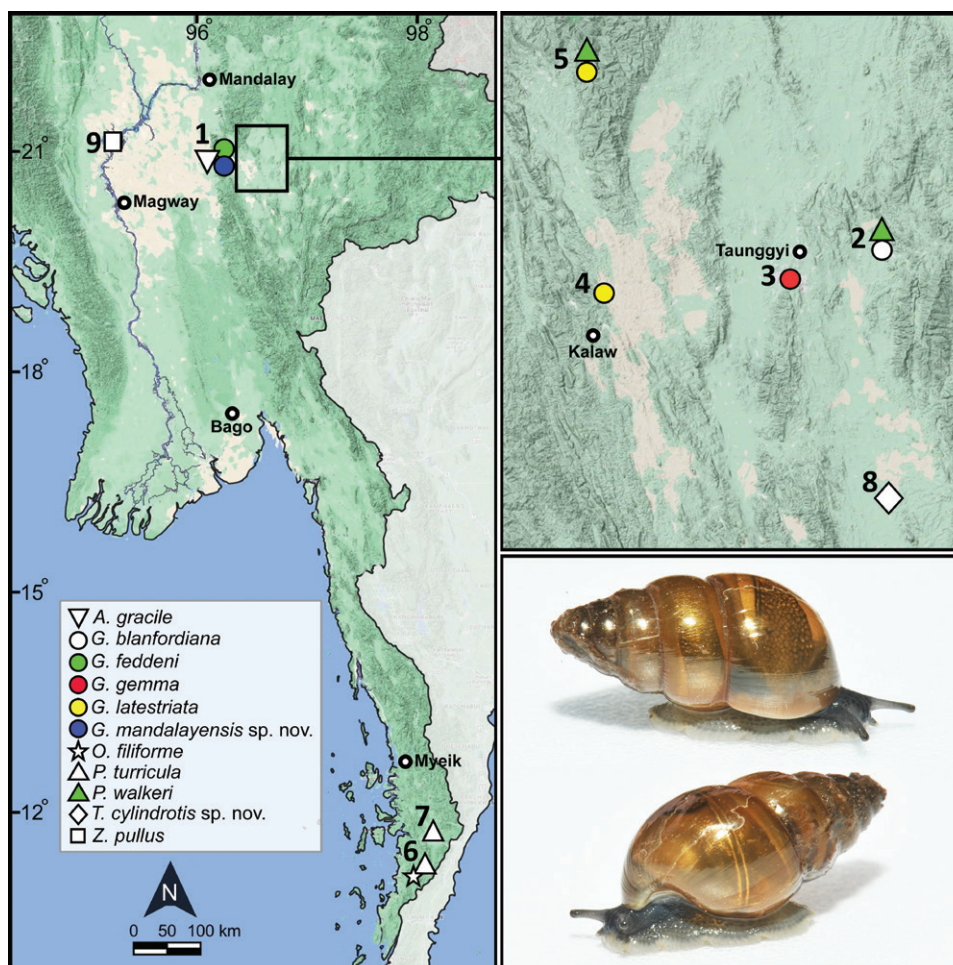 96° 98°
Mandalay
21°
9
1
Magway
18°
Bago
15°
A. gracile
G. blanfordiana
G. feddeni
G. gemma
G. latestriata
G. mandalayensis sp. nov.
O. filiforme
P. turricula
P. walkeri
T. cylindrotis sp. nov.
Z. pullus
Myeik
12°
7
6
N
0 50 100 km
5
2
Taunggyi
3
4
Kalaw
8